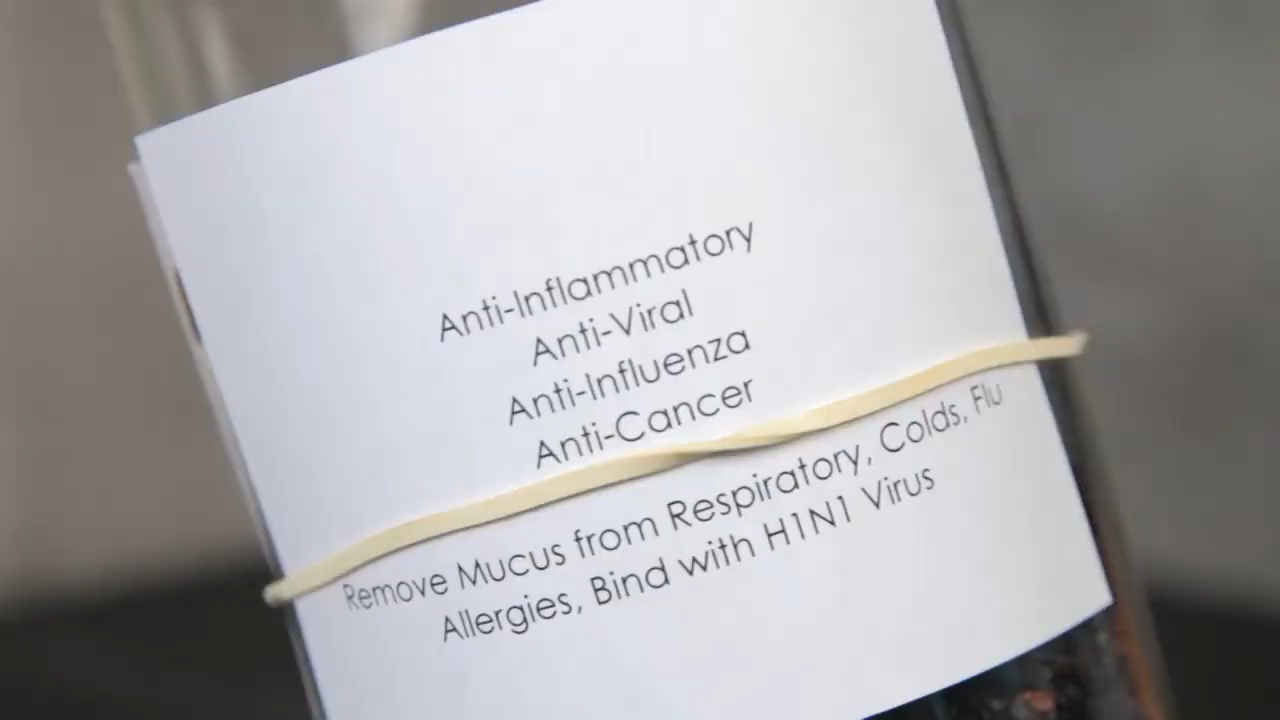 Anti-Inflammatory
Anti-Viral
Anti-Influenza
Anti-Cancer
Remove Mucus from Respiratory, Colds, Flu
Allergies, Bind with H1N1 Virus